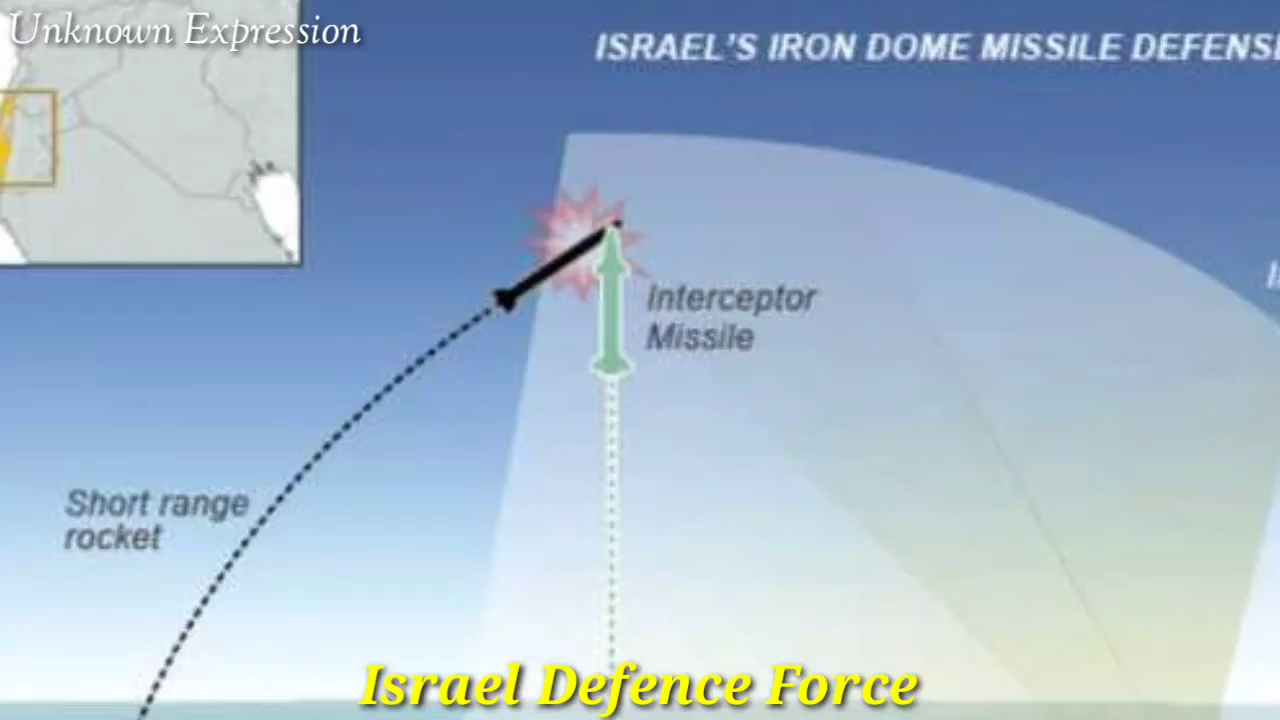 Unknown Expression
ISRAEL'S IRON DOME MISSILE DEFENS
Interceptor
Missile
Short range
rocket
Israel Defence Force